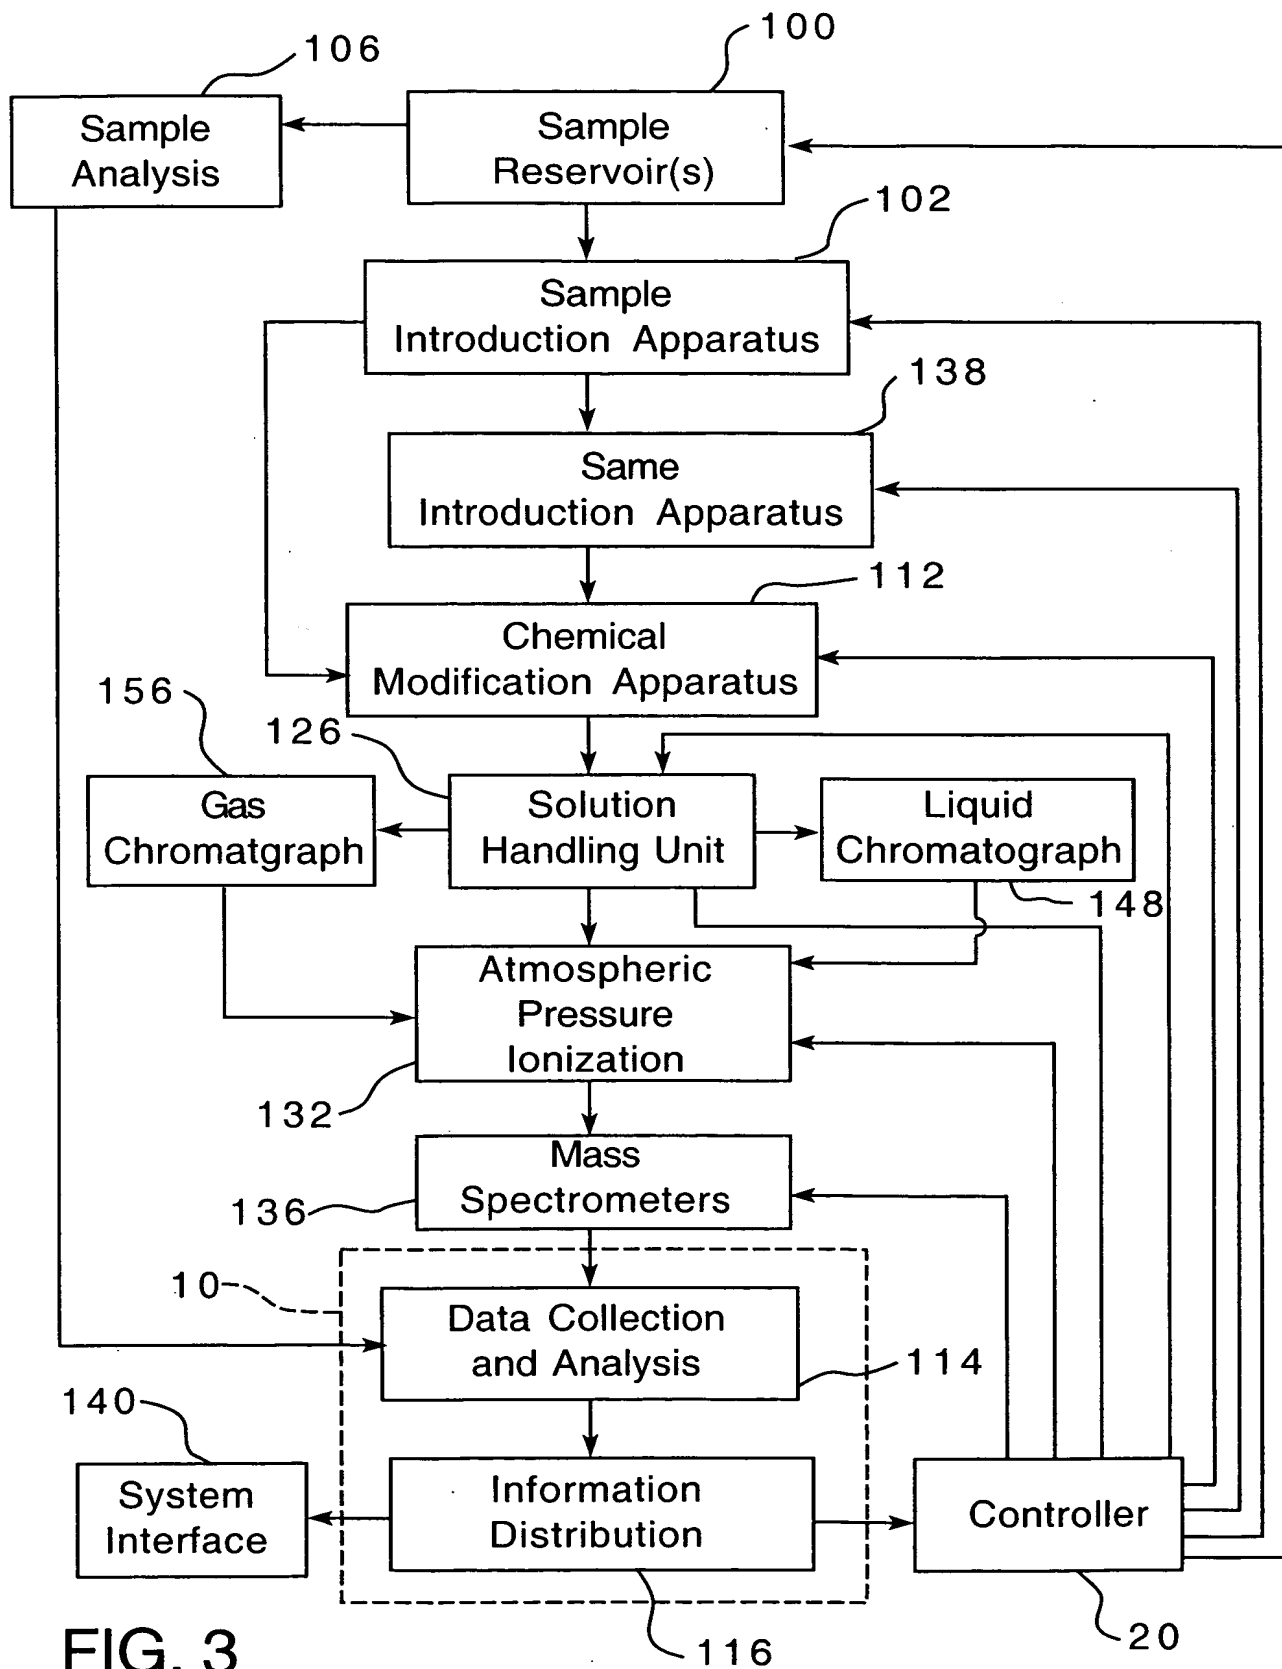 100
106
Sample
Analysis
Sample
Reservoir(s)
102
Sample
Introduction Apparatus
138
Same
Introduction Apparatus
112
Chemical
Modification Apparatus
156
126
Gas
Chromatgraph
Solution
Handling Unit
Liquid
Chromatograph
148
Atmospheric
Pressure
Ionization
132
Mass
Spectrometers
136
10
Data Collection
and Analysis
114
140
System
Interface
Information
Distribution
Controller
116
20
FIG. 3